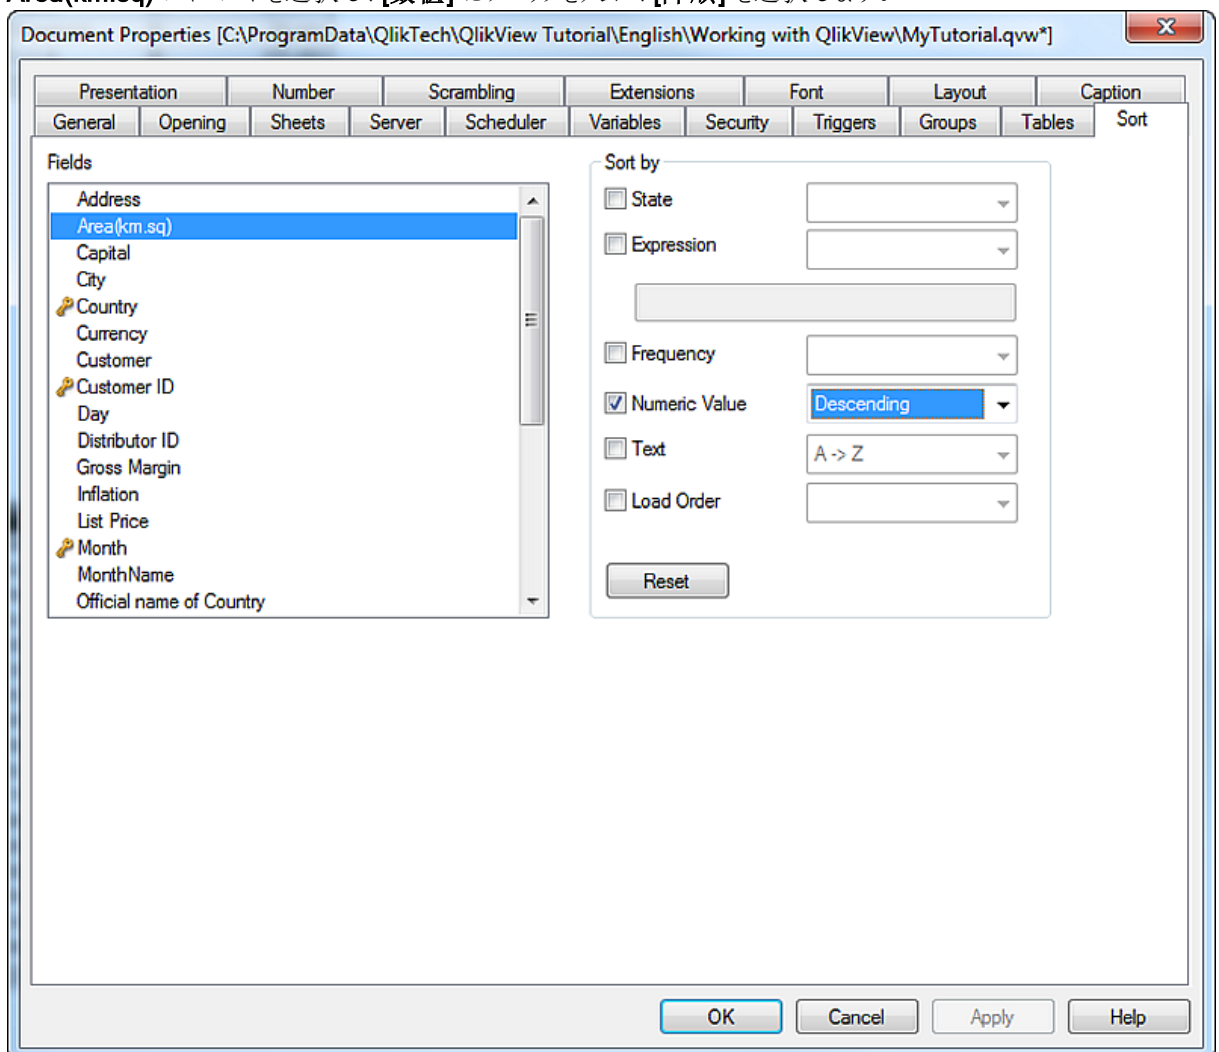 Area(km.sq)
Document Properties [C:\ProgramData\QlikTech\QlikView Tutorial\English\Working with QlikView\MyTutorial.qvw*]
Presentation Number Scrambling Extensions Font Layout Caption
General Opening Sheets Server Scheduler Variables Security Triggers Groups Tables Sort
Fields
Address
Area(km.sq)
Capital
City
Country
Currency
Customer
Customer ID
Day
Distributor ID
Gross Margin
Inflation
List Price
Month
MonthName
Official name of Country
Sort by
State
Expression
Frequency
Numeric Value Descending
Text A -> Z
Load Order
Reset
OK Cancel Apply Help